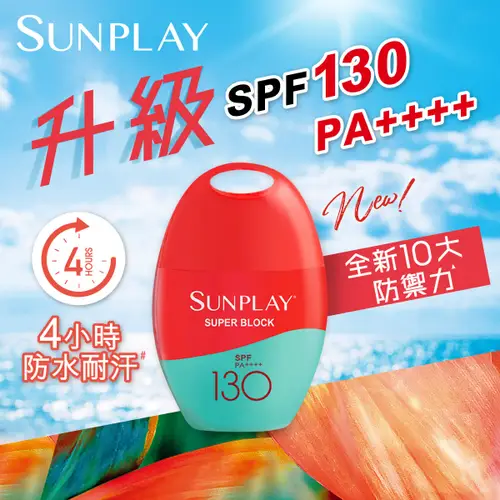 SUNPLAY
升級
SPF130
PA++++
New!
4
HOURS
全新10大
防禦力^
4小時
防水耐汗#
SUNPLAY™
SUPER BLOCK
SPF
PA++++
130